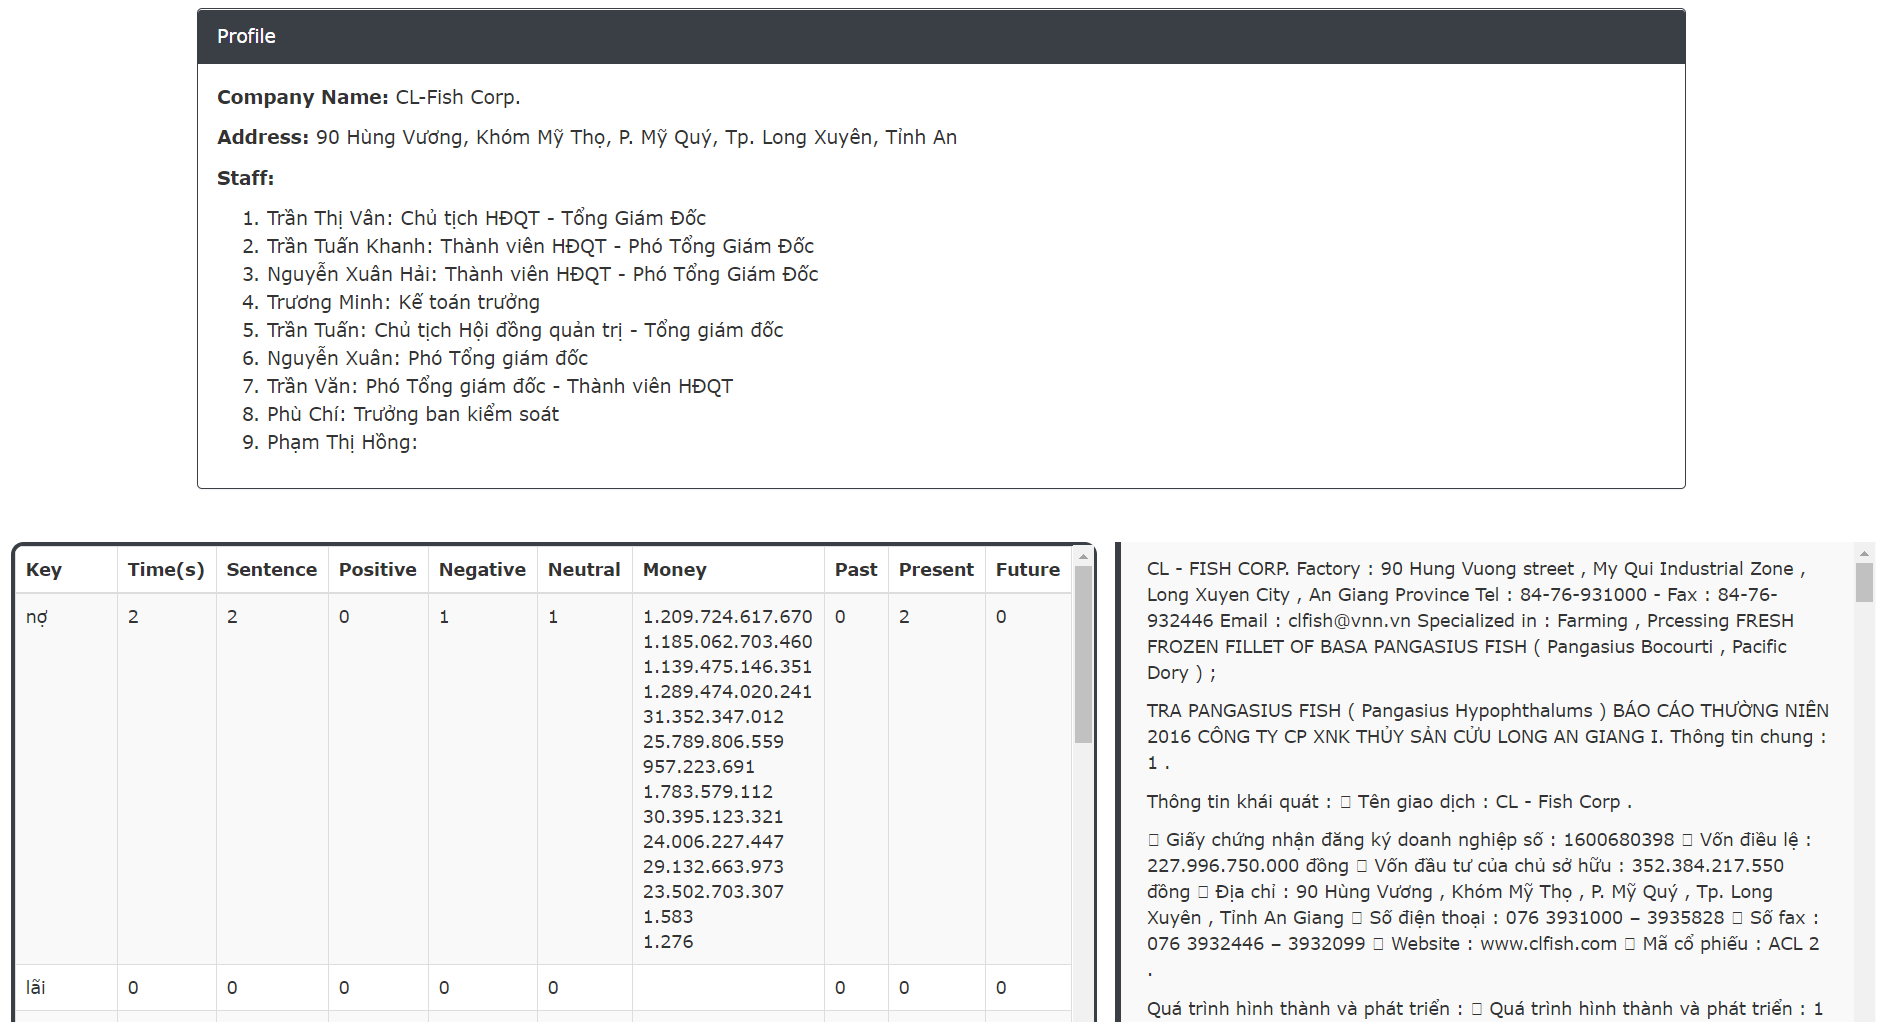 Profile
Company Name: CL-Fish Corp.
Address: 90 Hùng Vương, Khóm Mỹ Thọ, P. Mỹ Quý, Tp. Long Xuyên, Tỉnh An
Staff:
1. Trần Thị Vân: Chủ tịch HĐQT - Tổng Giám Đốc
2. Trần Tuấn Khanh: Thành viên HĐQT - Phó Tổng Giám Đốc
3. Nguyễn Xuân Hải: Thành viên HĐQT - Phó Tổng Giám Đốc
4. Trương Minh: Kế toán trưởng
5. Trần Tuấn: Chủ tịch Hội đồng quản trị - Tổng giám đốc
6. Nguyễn Xuân: Phó Tổng giám đốc
7. Trần Văn: Phó Tổng giám đốc - Thành viên HĐQT
8. Phù Chí: Trưởng ban kiểm soát
9. Phạm Thị Hồng:
Key Time(s) Sentence Positive Negative Neutral Money Past Present Future
nợ 2 2 0 1 1 1.209.724.617.670 0 2 0
1.185.062.703.460
1.139.475.146.351
1.289.474.020.241
31.352.347.012
25.789.806.559
957.223.691
1.783.579.112
30.395.123.321
24.006.227.447
29.132.663.973
23.502.703.307
1.583
1.276
lãi 0 0 0 0 0 0 0 0
CL - FISH CORP. Factory : 90 Hung Vuong street , My Qui Industrial Zone ,
Long Xuyen City , An Giang Province Tel : 84-76-931000 - Fax : 84-76-
932446 Email : clfish@vnn.vn Specialized in : Farming , Prcessing FRESH
FROZEN FILLET OF BASA PANGASIUS FISH ( Pangasius Bocourti , Pacific
Dory ) ;
TRA PANGASIUS FISH ( Pangasius Hypophthalums ) BÁO CÁO THƯỜNG NIÊN
2016 CÔNG TY CP XNK THỦY SẢN CỬU LONG AN GIANG I. Thông tin chung :
1 .
Thông tin khái quát :  Tên giao dịch : CL - Fish Corp .
 Giấy chứng nhận đăng ký doanh nghiệp số : 1600680398  Vốn điều lệ :
227.996.750.000 đồng  Vốn đầu tư của chủ sở hữu : 352.384.217.550
đồng  Địa chỉ : 90 Hùng Vương , Khóm Mỹ Thọ , P. Mỹ Quý , Tp. Long
Xuyên , Tỉnh An Giang  Số điện thoại : 076 3931000 – 3935828  Số fax :
076 3932446 – 3932099  Website : www.clfish.com  Mã cổ phiếu : ACL 2
.
Quá trình hình thành và phát triển :  Quá trình hình thành và phát triển : 1